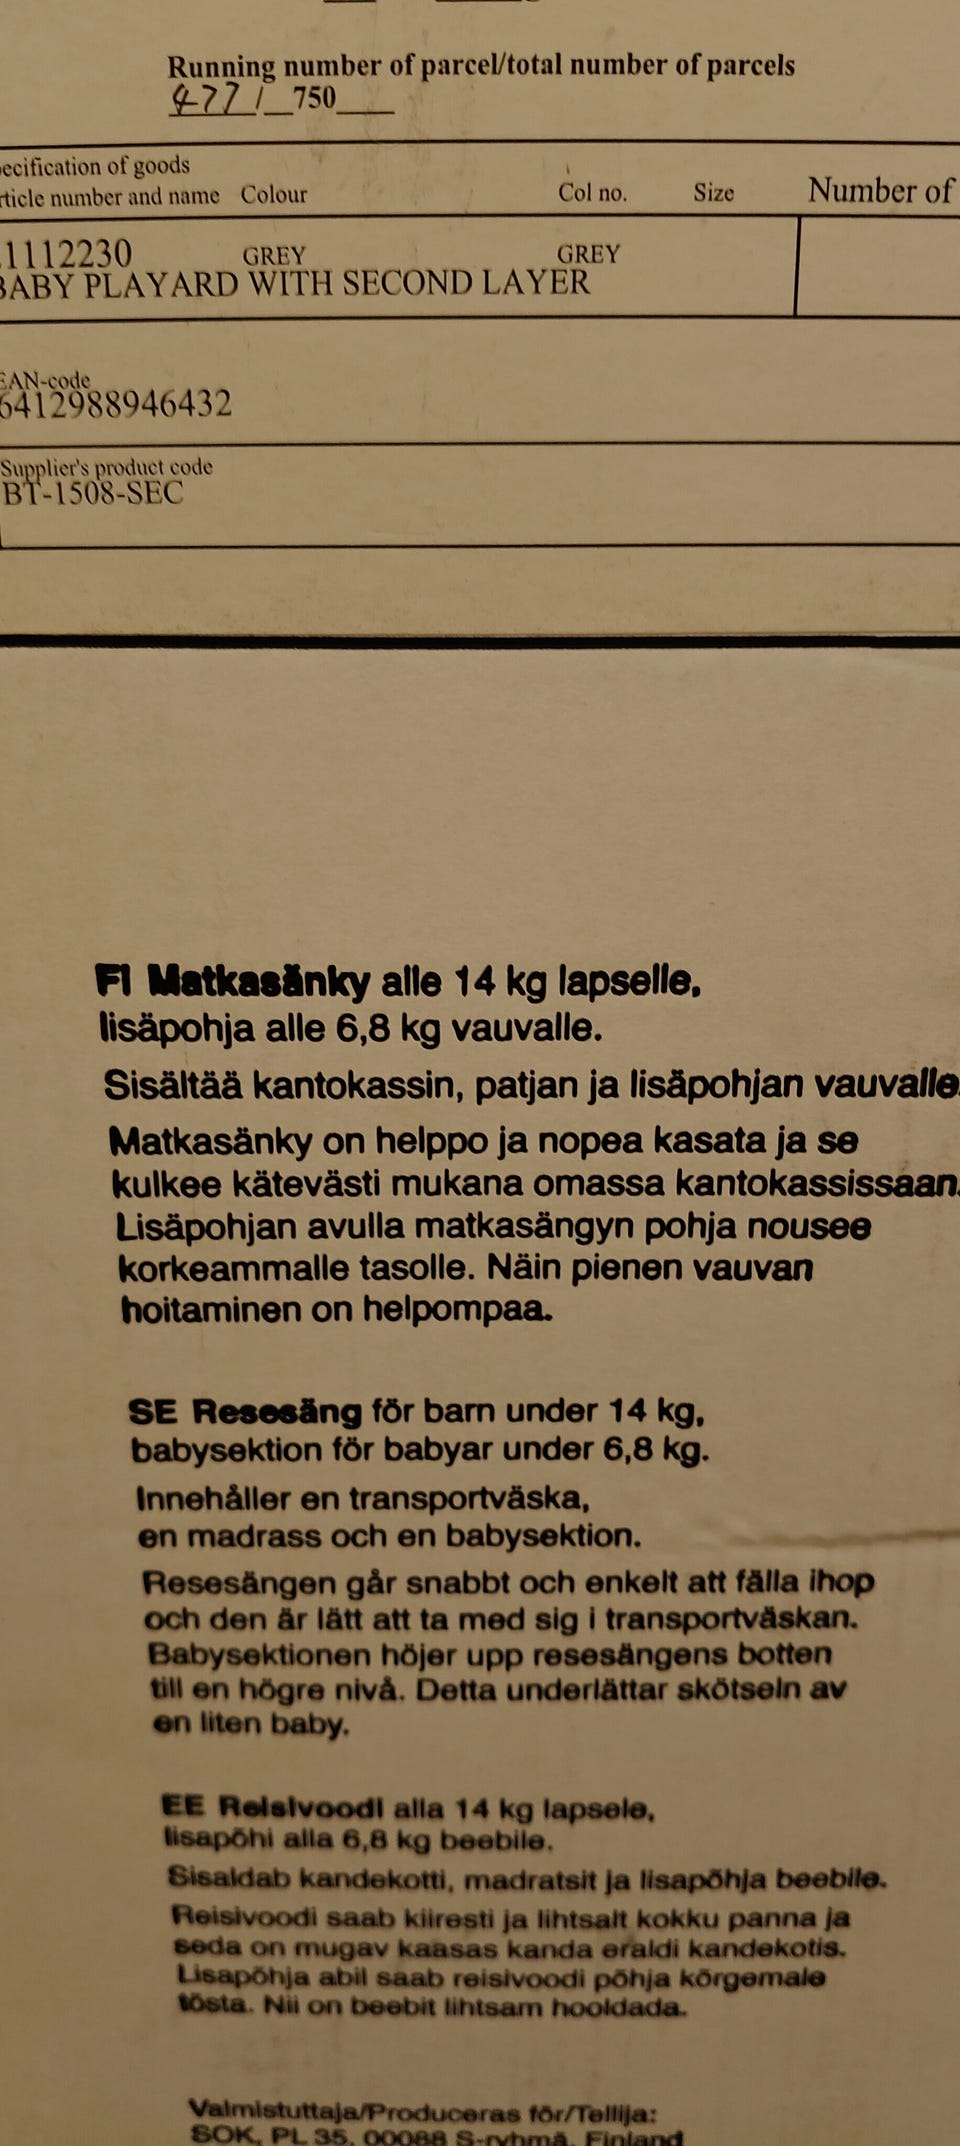 Running number of parcel/total number of parcels
477/ 750
ecification of goods
rticle number and name Colour Col no. Size Number of
1112230 GREY GREY
BABY PLAYARD WITH SECOND LAYER
EAN-code
6412988946432
Supplier's product code
BT-1508-SEC
FI Matkasänky alle 14 kg lapselle,
lisäpohja alle 6,8 kg vauvalle.
Sisältää kantokassin, patjan ja lisäpohjan vauvalle.
Matkasänky on helppo ja nopea kasata ja se
kulkee kätevästi mukana omassa kantokassissaan.
Lisäpohjan avulla matkasängyn pohja nousee
korkeammalle tasolle. Näin pienen vauvan
hoitaminen on helpompaa.
SE Resesäng för barn under 14 kg,
babysektion för babyar under 6,8 kg.
Innehåller en transportväska,
en madrass och en babysektion.
Resesängen går snabbt och enkelt att fälla ihop
och den är lätt att ta med sig i transportväskan.
Babysektionen höjer upp resesängens botten
till en högre nivå. Detta underlättar skötseln av
en liten baby.
EE Reisivoodi alla 14 kg lapsele,
lisapõhi alla 6,8 kg beebile.
Sisaldab kandekotti, madratsit ja lisapõhja beebile.
Reisivoodi saab kiiresti ja lihtsalt kokku panna ja
seda on mugav kaasas kanda eraldi kandekotis.
Lisapõhja abil saab reisivoodi põhja kõrgemale
tõsta. Nii on beebit lihtsam hooldada.
Valmistuttaja/Produceras för/Tellija:
SOK, PL 35, 00088 S-ryhmä, Finland